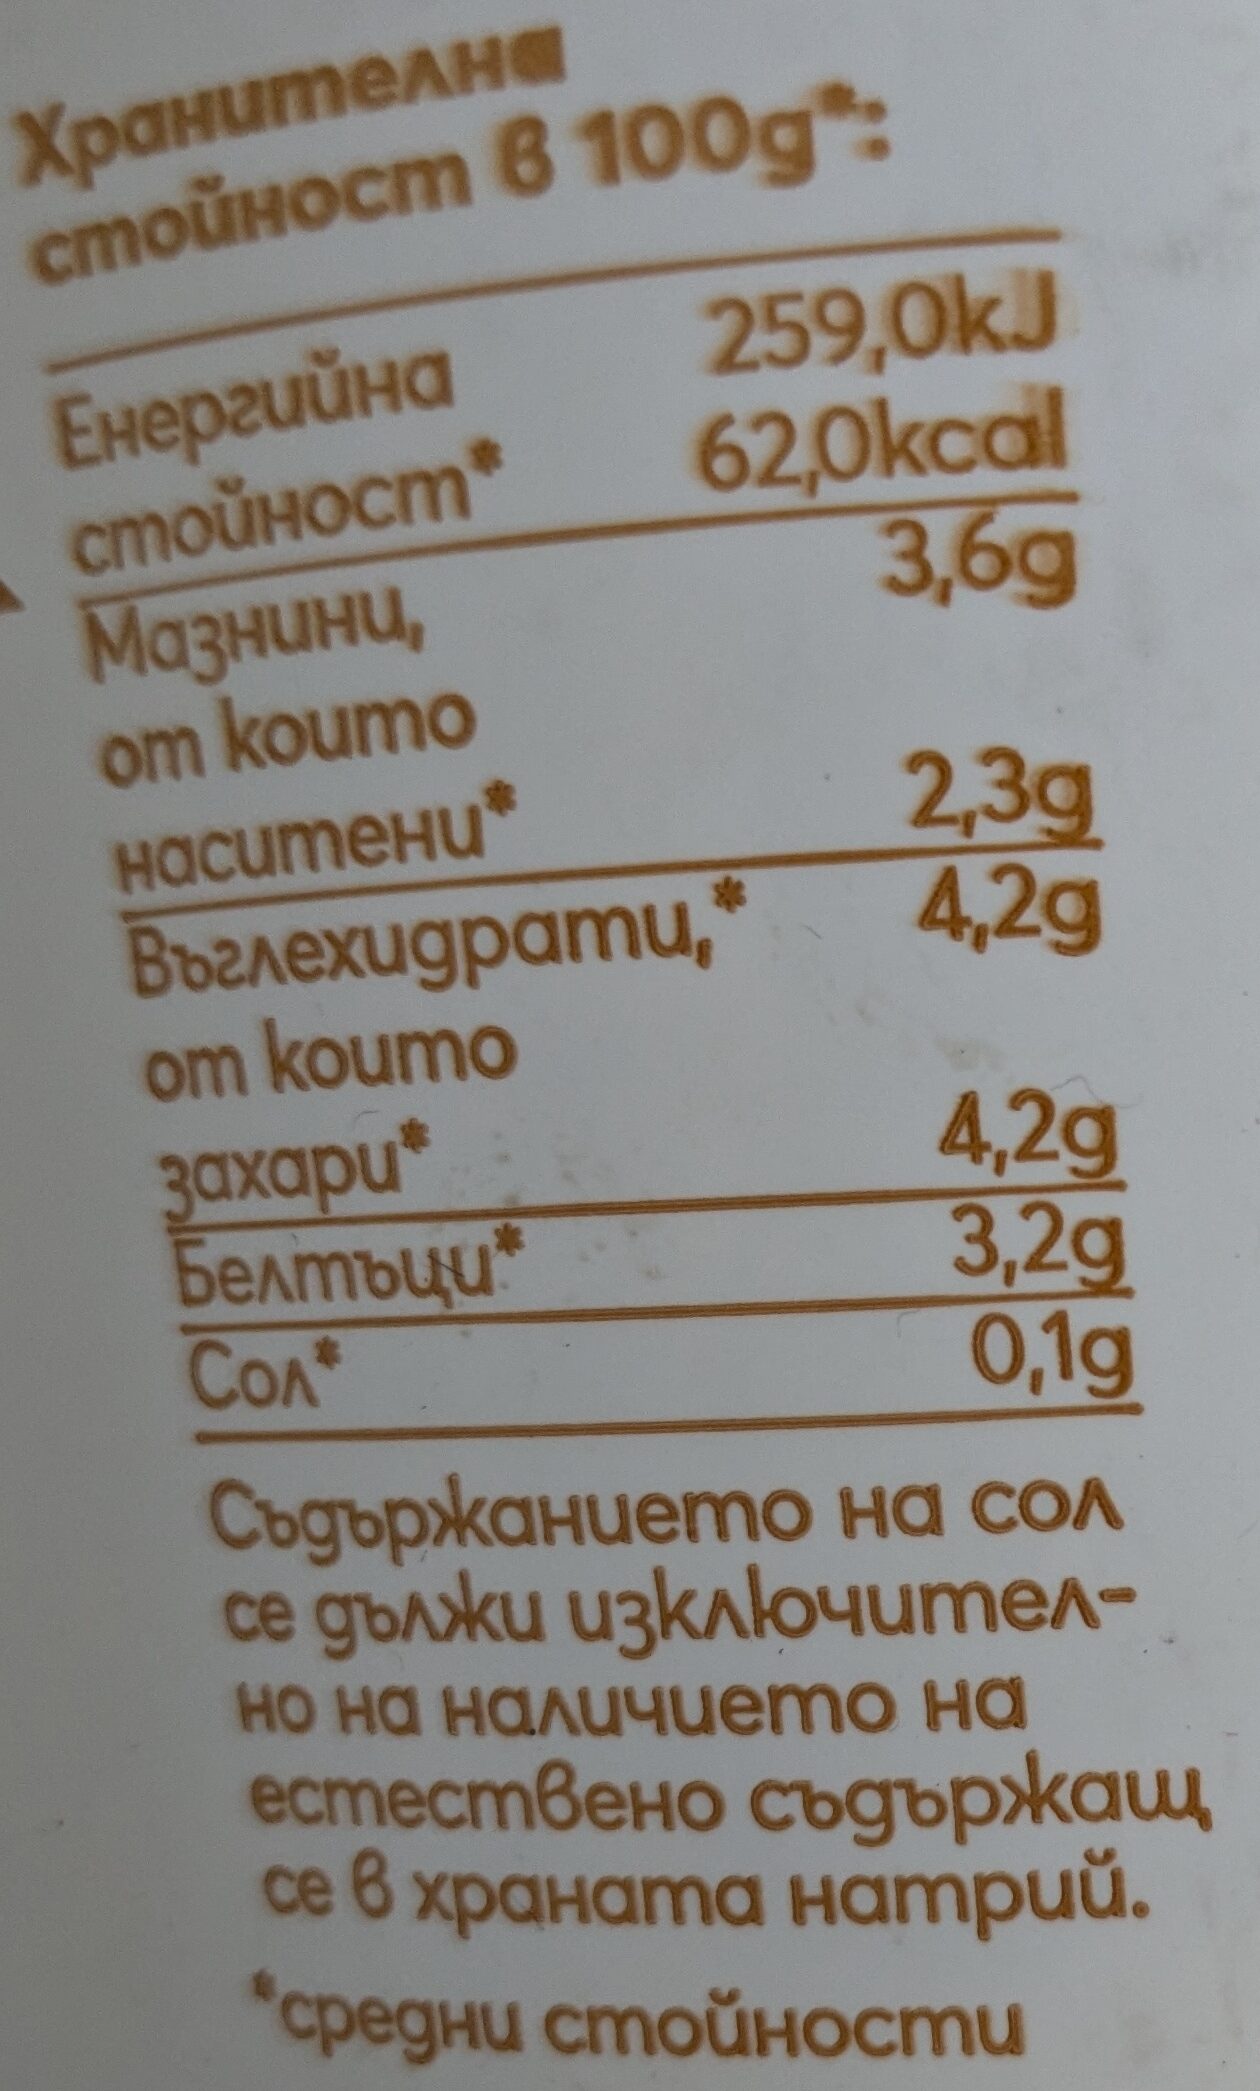 Хранителна
стойност в 100g*:
Енергийна 259,0kJ
стойност* 62,0kcal
Мазнини, 3,6g
от които
наситени* 2,3g
Въглехидрати,* 4,2g
от които
захари* 4,2g
Белтъци* 3,2g
Сол* 0,1g
Съдържанието на сол
се дължи изключител-
но на наличието на
естествено съдържащ
се в храната натрий.
*средни стойности